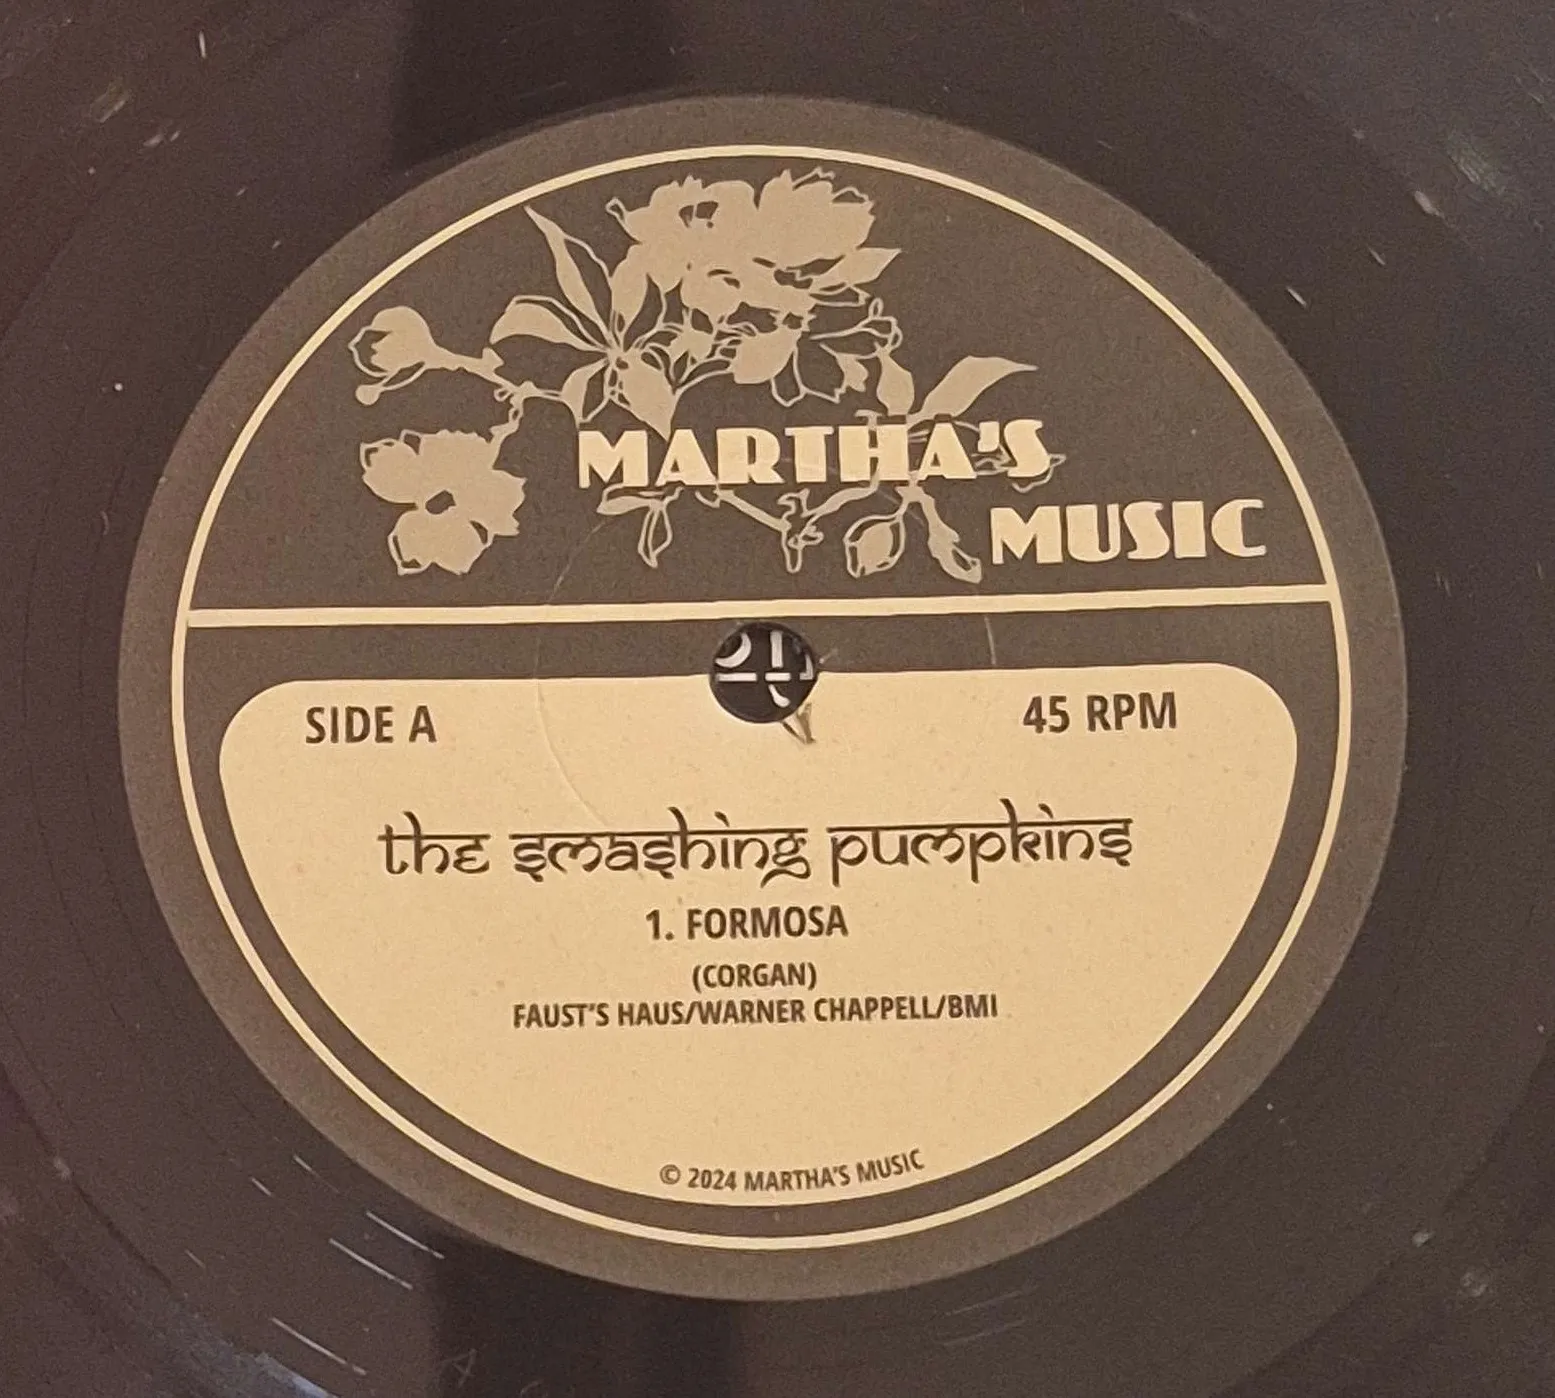 MARTHA'S
MUSIC
SIDE A
45 RPM
the smashing pumpkins
1. FORMOSA
(CORGAN)
FAUST'S HAUS/WARNER CHAPPELL/BMI
© 2024 MARTHA'S MUSIC